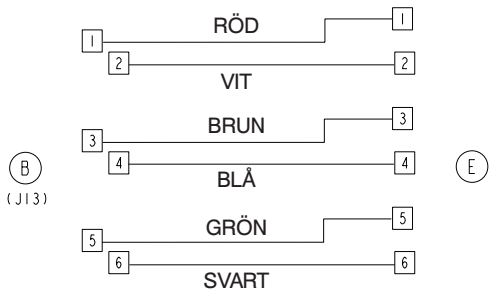 RÖD 1
1
2 2
VIT
BRUN 3
3
4 4
B E
BLÅ
(J13)
GRÖN 5
5
6 6
SVART